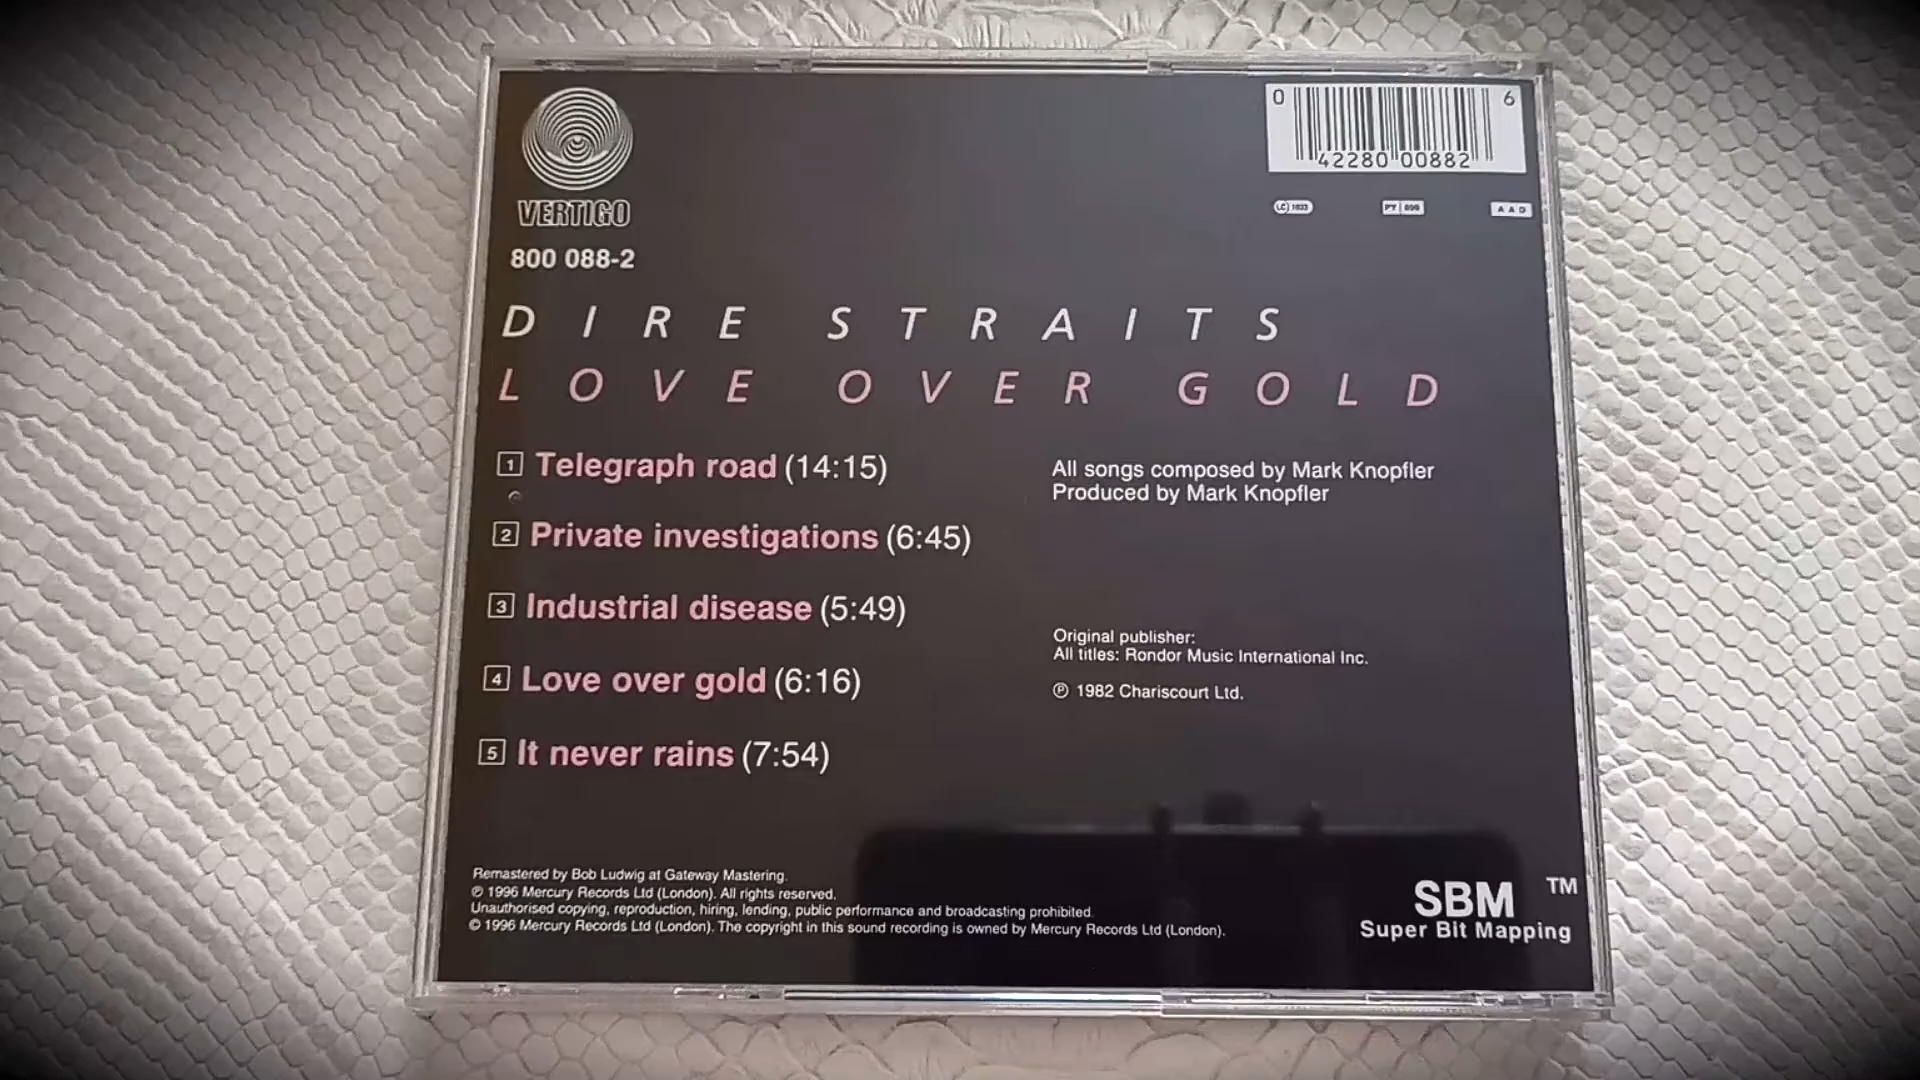 0 6
42280 00882
VERTIGO
LC 1633
PY 899
AAD
800 088-2
DIRE STRAITS
LOVE OVER GOLD
1 Telegraph road (14:15)
2 Private investigations (6:45)
3 Industrial disease (5:49)
4 Love over gold (6:16)
5 It never rains (7:54)
All songs composed by Mark Knopfler
Produced by Mark Knopfler
Original publisher:
All titles: Rondor Music International Inc.
℗ 1982 Chariscourt Ltd.
Remastered by Bob Ludwig at Gateway Mastering.
℗ 1996 Mercury Records Ltd (London). All rights reserved.
Unauthorised copying, reproduction, hiring, lending, public performance and broadcasting prohibited.
© 1996 Mercury Records Ltd (London). The copyright in this sound recording is owned by Mercury Records Ltd (London).
SBM TM
Super Bit Mapping